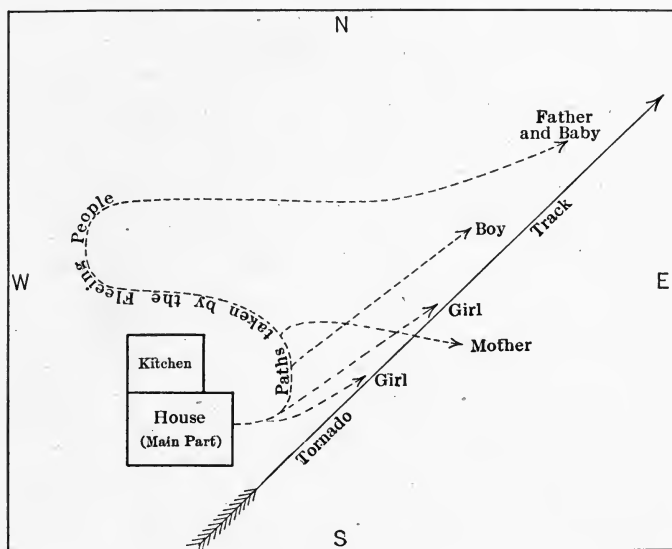 N
Father
and Baby
Track
Boy
Paths taken by the Fleeing People
W
E
Girl
Mother
Kitchen
Girl
House
(Main Part)
Tornado
S